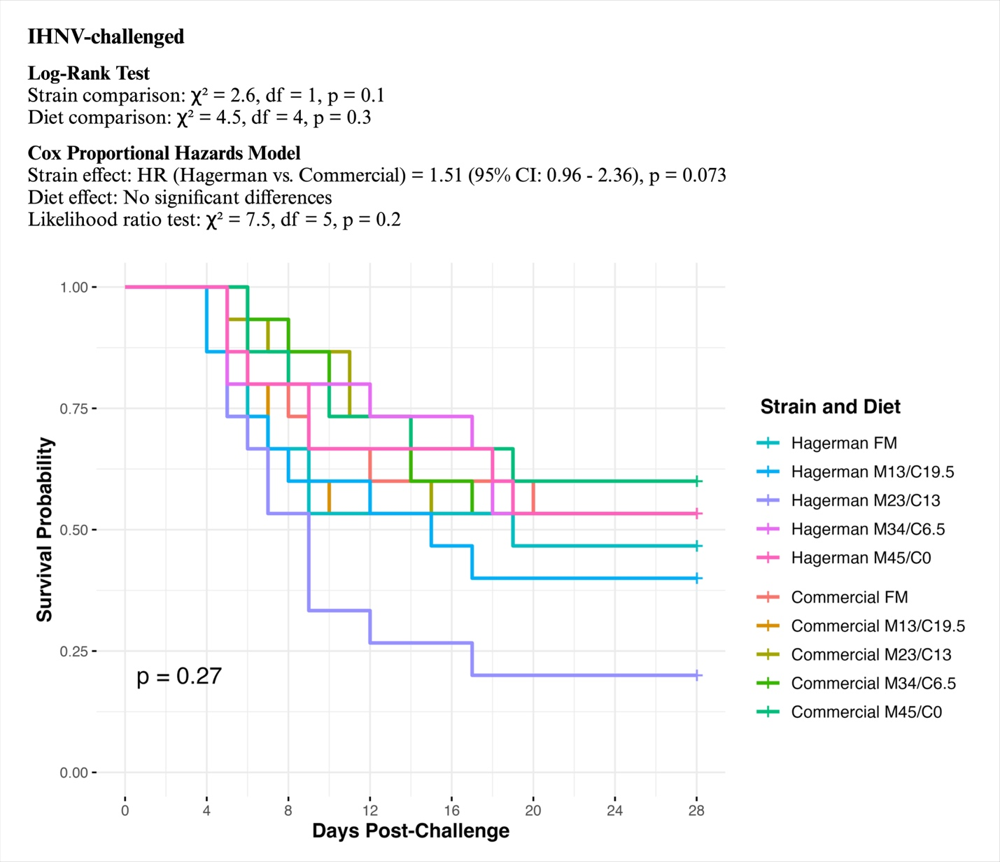 IHNV-challenged
Log-Rank Test
Strain comparison: χ² = 2.6, df = 1, p = 0.1
Diet comparison: χ² = 4.5, df = 4, p = 0.3
Cox Proportional Hazards Model
Strain effect: HR (Hagerman vs. Commercial) = 1.51 (95% CI: 0.96 - 2.36), p = 0.073
Diet effect: No significant differences
Likelihood ratio test: χ² = 7.5, df = 5, p = 0.2
Survival Probability
1.00
0.75
0.50
0.25
0.00
p = 0.27
0 4 8 12 16 20 24 28
Days Post-Challenge
Strain and Diet
Hagerman FM
Hagerman M13/C19.5
Hagerman M23/C13
Hagerman M34/C6.5
Hagerman M45/C0
Commercial FM
Commercial M13/C19.5
Commercial M23/C13
Commercial M34/C6.5
Commercial M45/C0